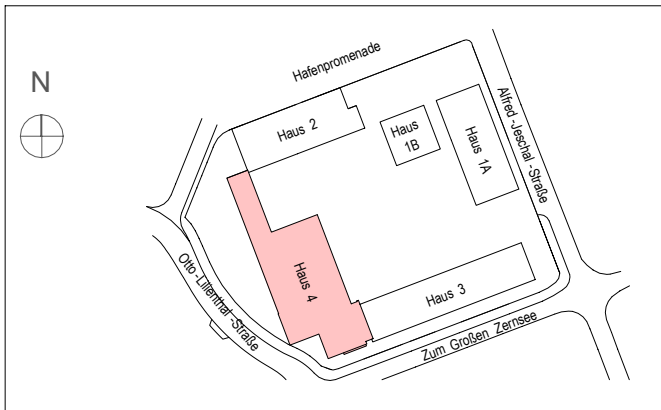 Hafenpromenade
N
Haus 2
Haus
1B
Haus 1A
Alfred -Jeschal -Straße
Haus 4
Haus 3
Otto -Lilienthal -Straße
Zum Großen Zernsee